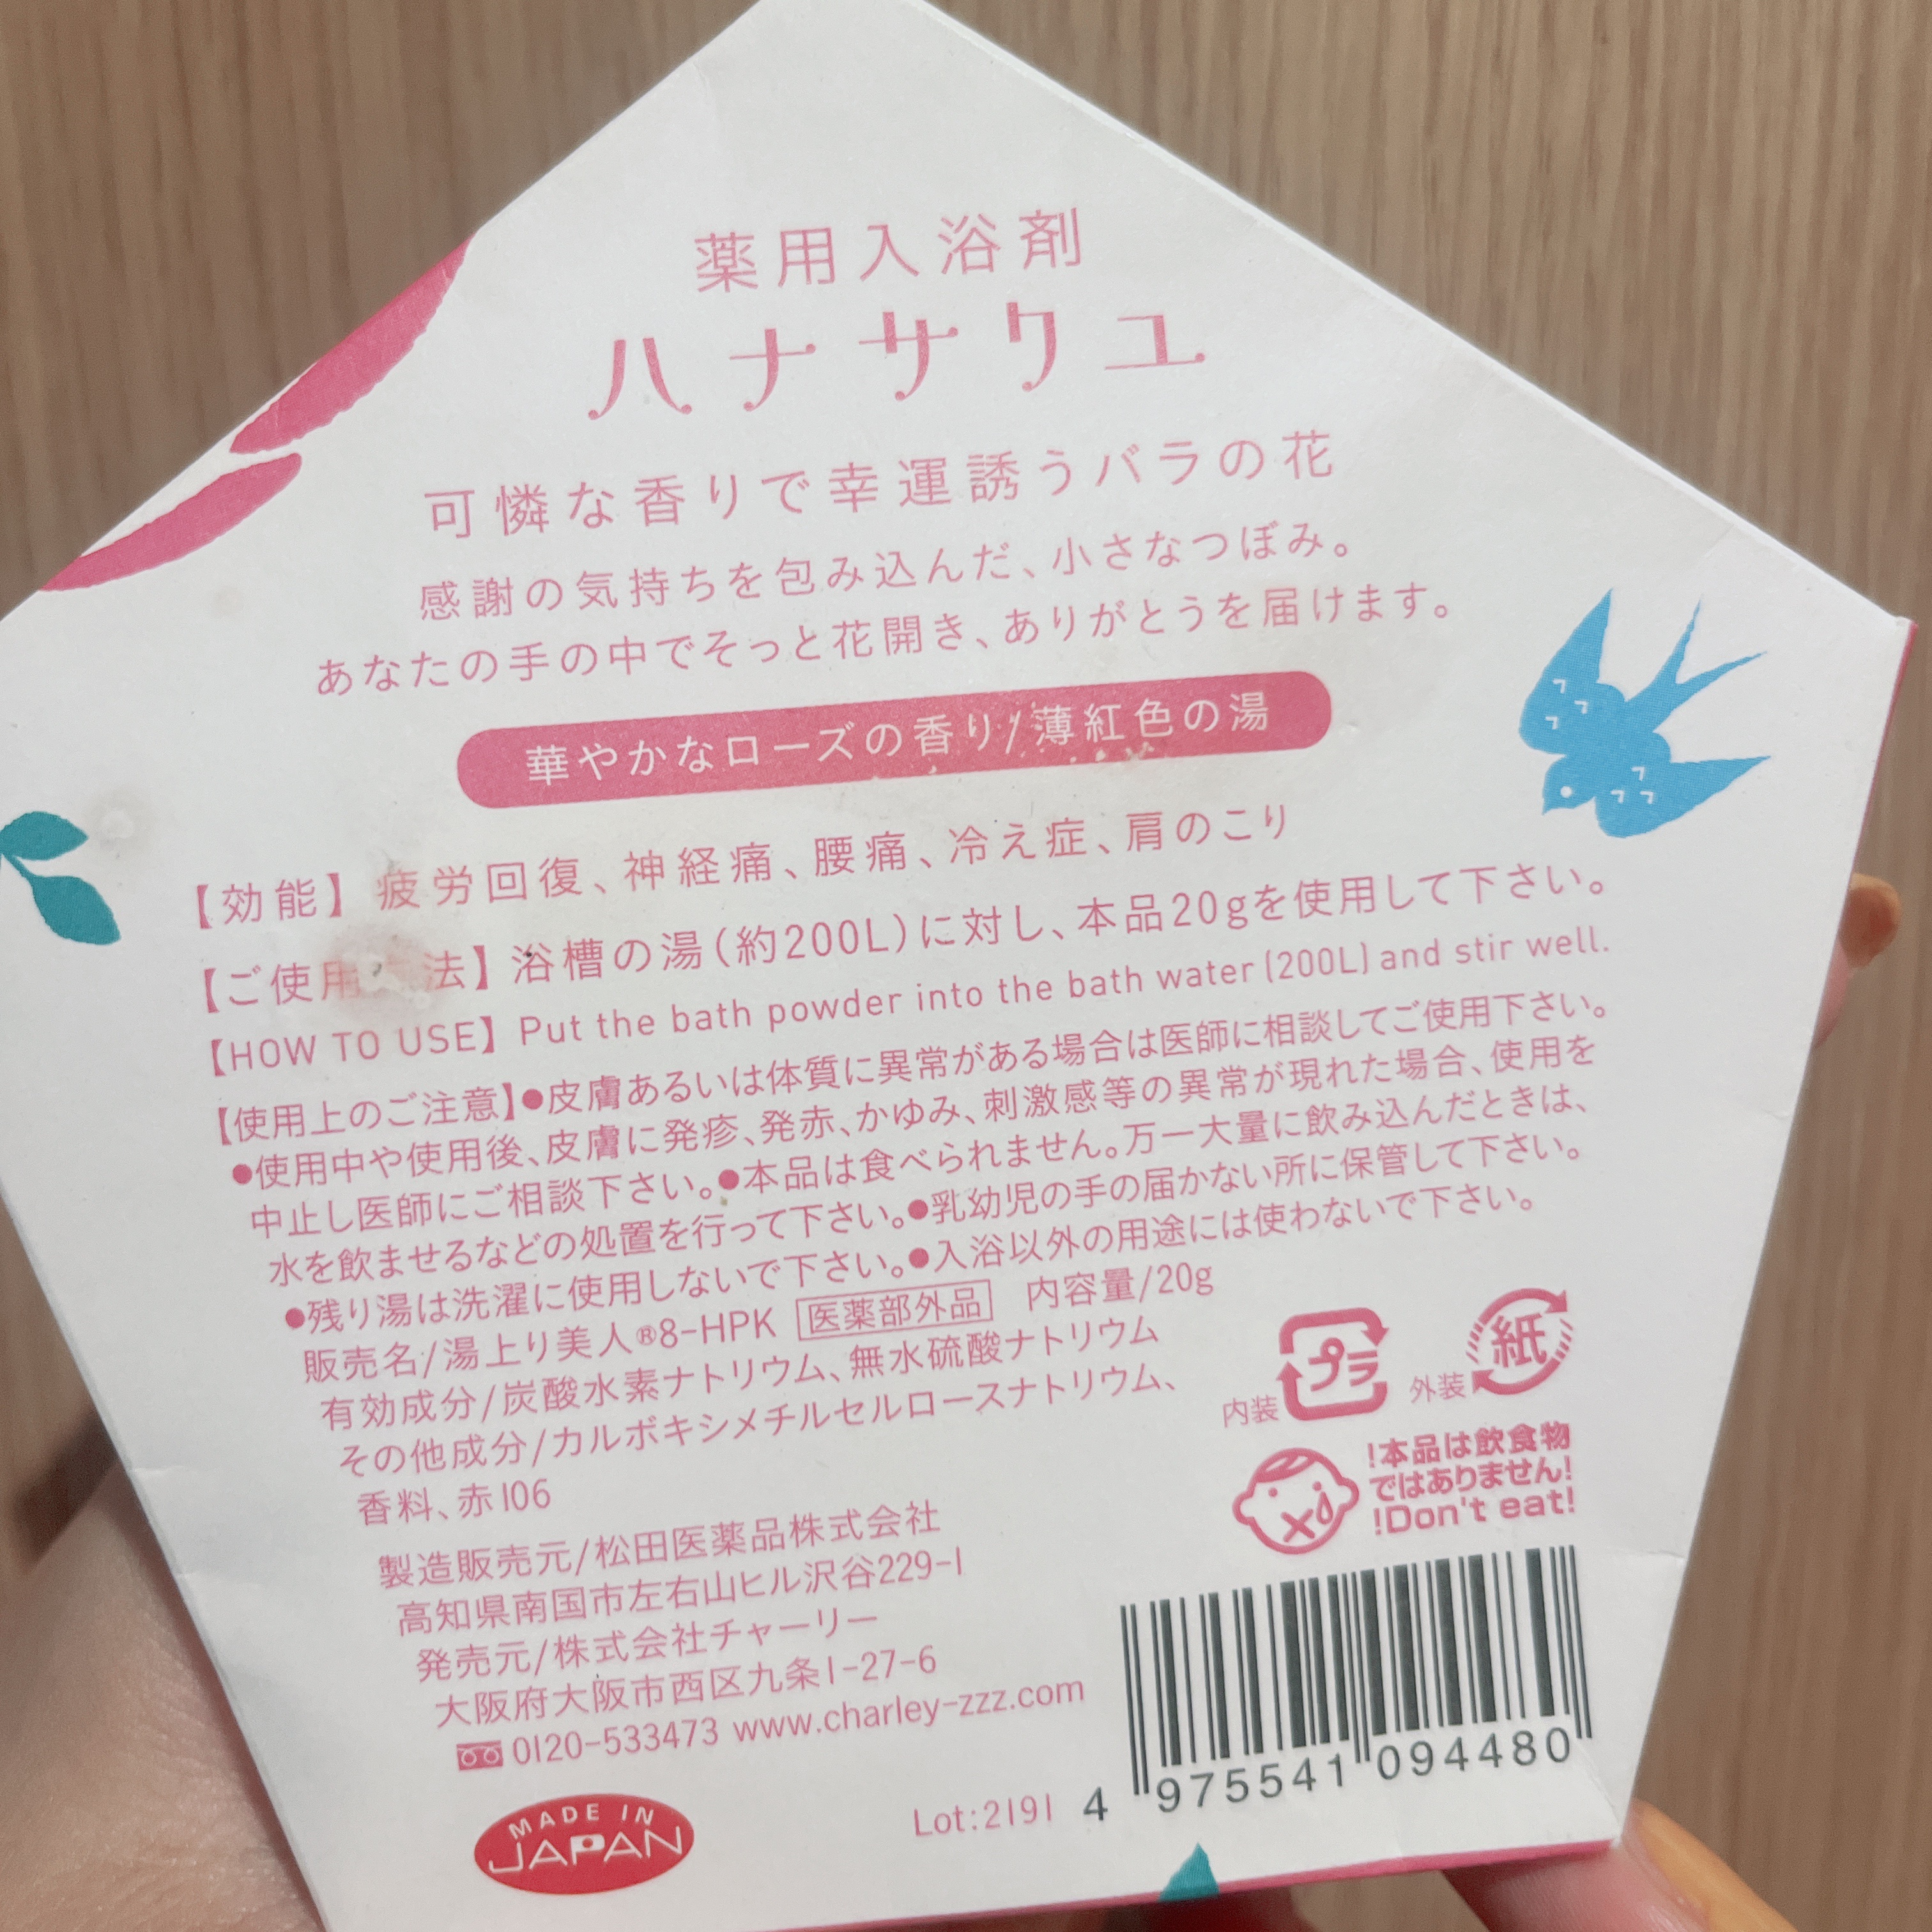 薬用入浴剤
ハナサクユ
可憐な香りで幸運誘うバラの花
感謝の気持ちを包み込んだ、小さなつぼみ。
あなたの手の中でそっと花開き、ありがとうを届けます。
華やかなローズの香り/薄紅色の湯
【効能】疲労回復、神経痛、腰痛、冷え症、肩のこり
【ご使用 法】浴槽の湯(約200L)に対し、本品20gを使用して下さい。
【HOW TO USE】Put the bath powder into the bath water (200L) and stir well.
【使用上のご注意】●皮膚あるいは体質に異常がある場合は医師に相談してご使用下さい。
●使用中や使用後、皮膚に発疹、発赤、かゆみ、刺激感等の異常が現れた場合、使用を
中止し医師にご相談下さい。●本品は食べられません。万一大量に飲み込んだときは、
水を飲ませるなどの処置を行って下さい。●乳幼児の手の届かない所に保管して下さい。
●残り湯は洗濯に使用しないで下さい。●入浴以外の用途には使わないで下さい。
販売名/湯上り美人®8-HPK 医薬部外品 内容量/20g
有効成分/炭酸水素ナトリウム、無水硫酸ナトリウム
その他成分/カルボキシメチルセルロースナトリウム、
香料、赤106
内装 プラ 外装 紙
!本品は飲食物
ではありません!
!Don't eat!
製造販売元/松田医薬品株式会社
高知県南国市左右山ヒル沢谷229-1
発売元/株式会社チャーリー
大阪府大阪市西区九条1-27-6
0120-533473 www.charley-zzz.com
MADE IN
JAPAN
Lot:2191
4 975541 094480